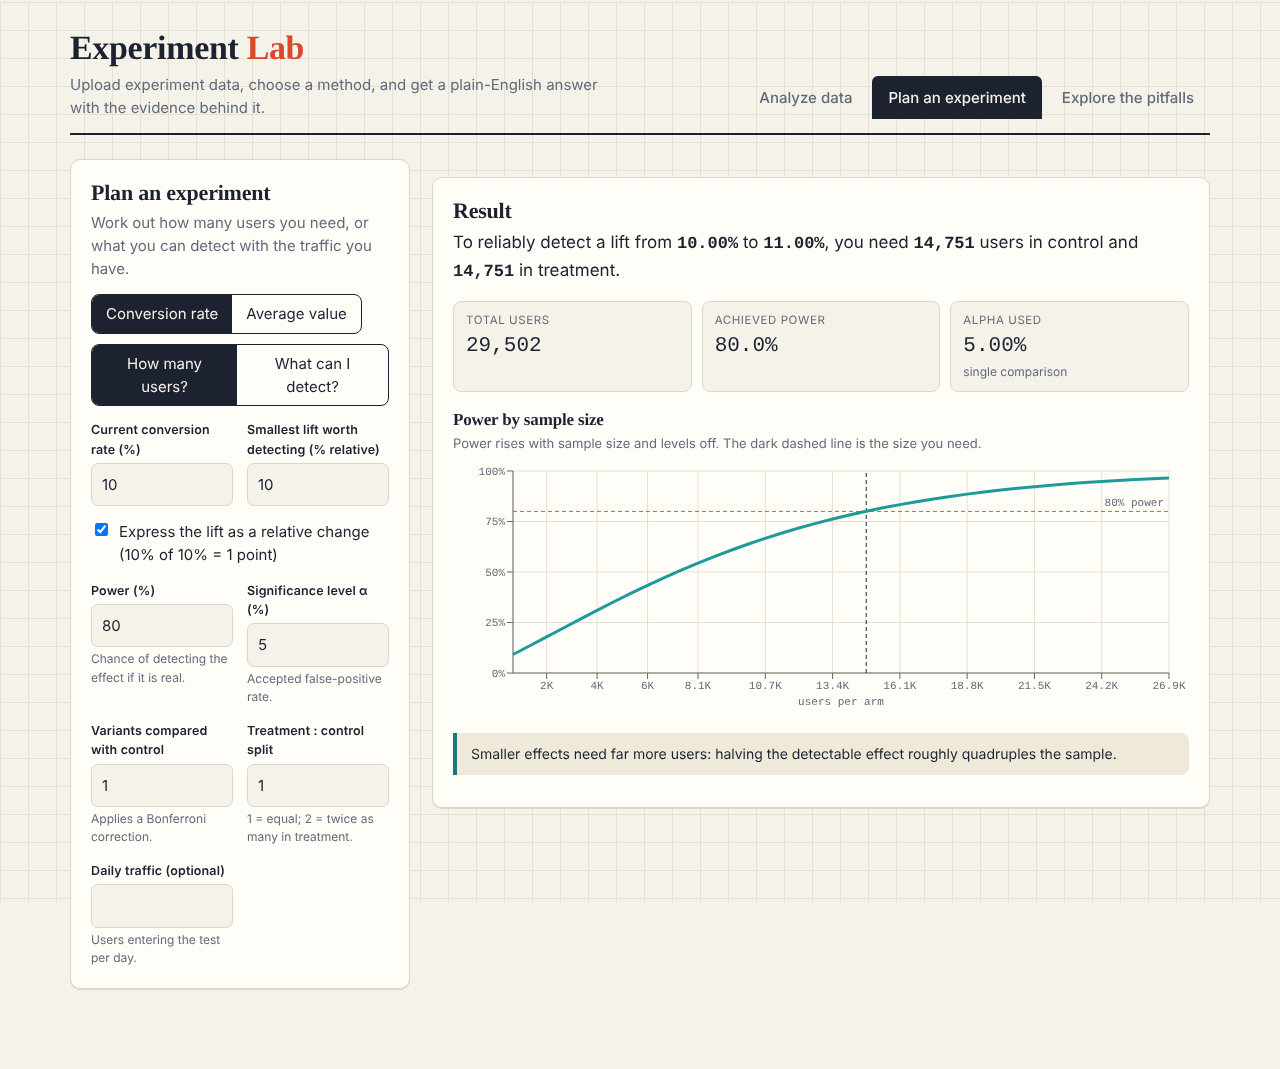 Experiment Lab
Upload experiment data, choose a method, and get a plain-English answer
with the evidence behind it.
Analyze data
Plan an experiment
Explore the pitfalls
Plan an experiment
Work out how many users you need, or
what you can detect with the traffic you
have.
Conversion rate
Average value
How many
users?
What can I
detect?
Current conversion
rate (%)
10
Smallest lift worth
detecting (% relative)
10
Express the lift as a relative change
(10% of 10% = 1 point)
Power (%)
80
Chance of detecting the
effect if it is real.
Significance level α
(%)
5
Accepted false-positive
rate.
Variants compared
with control
1
Applies a Bonferroni
correction.
Treatment : control
split
1
1 = equal; 2 = twice as
many in treatment.
Daily traffic (optional)
Users entering the test
per day.
Result
To reliably detect a lift from 10.00% to 11.00%, you need 14,751 users in control and
14,751 in treatment.
TOTAL USERS
29,502
ACHIEVED POWER
80.0%
ALPHA USED
5.00%
single comparison
Power by sample size
Power rises with sample size and levels off. The dark dashed line is the size you need.
100%
75%
50%
25%
0%
80% power
2K 4K 6K 8.1K 10.7K 13.4K 16.1K 18.8K 21.5K 24.2K 26.9K
users per arm
Smaller effects need far more users: halving the detectable effect roughly quadruples the sample.